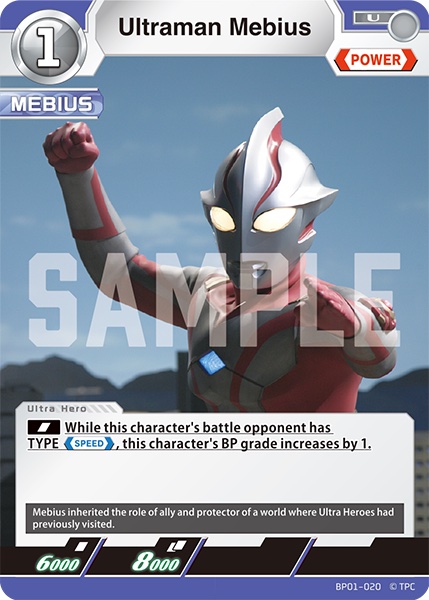 1
Ultraman Mebius
U
POWER
MEBIUS
SAMPLE
Ultra Hero
While this character's battle opponent has
TYPE SPEED, this character's BP grade increases by 1.
Mebius inherited the role of ally and protector of a world where Ultra Heroes had
previously visited.
6000 8000
BP01-020 © TPC